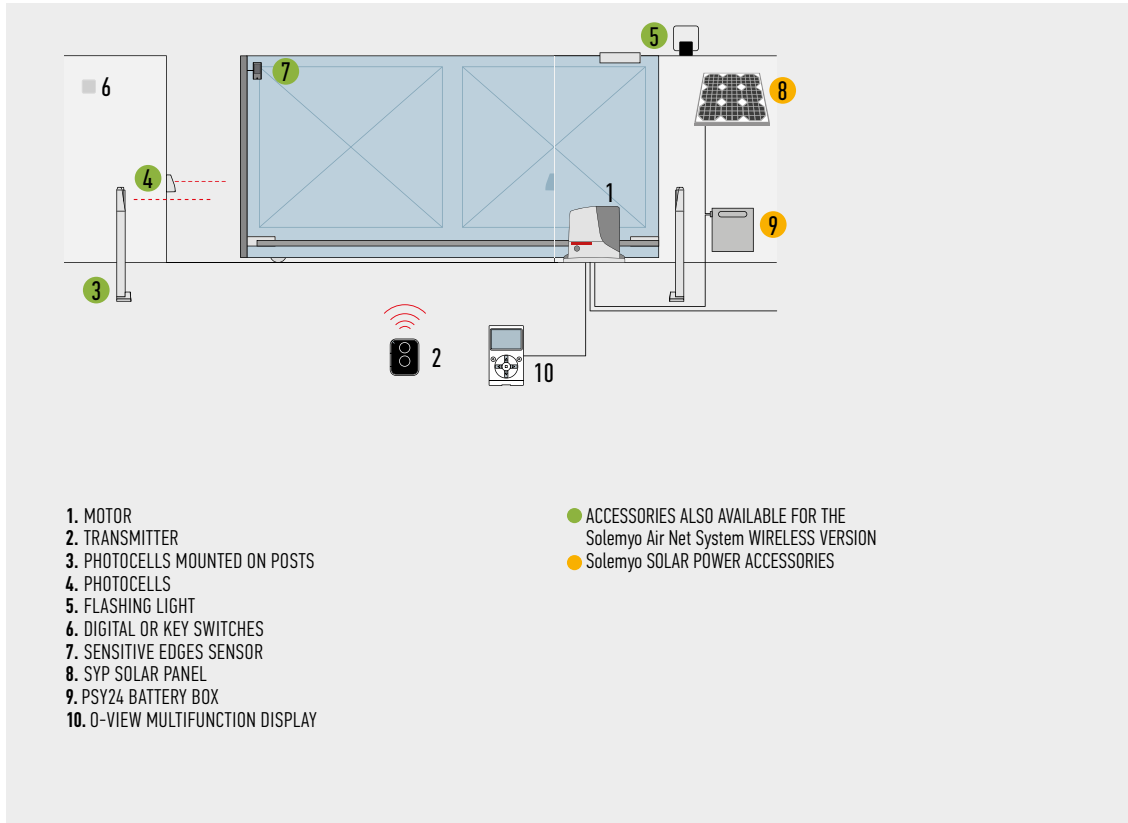 5
7
6
8
4
1
9
3
2
10
1. MOTOR
2. TRANSMITTER
3. PHOTOCELLS MOUNTED ON POSTS
4. PHOTOCELLS
5. FLASHING LIGHT
6. DIGITAL OR KEY SWITCHES
7. SENSITIVE EDGES SENSOR
8. SYP SOLAR PANEL
9. PSY24 BATTERY BOX
10. O-VIEW MULTIFUNCTION DISPLAY
ACCESSORIES ALSO AVAILABLE FOR THE
Solemyo Air Net System WIRELESS VERSION
Solemyo SOLAR POWER ACCESSORIES